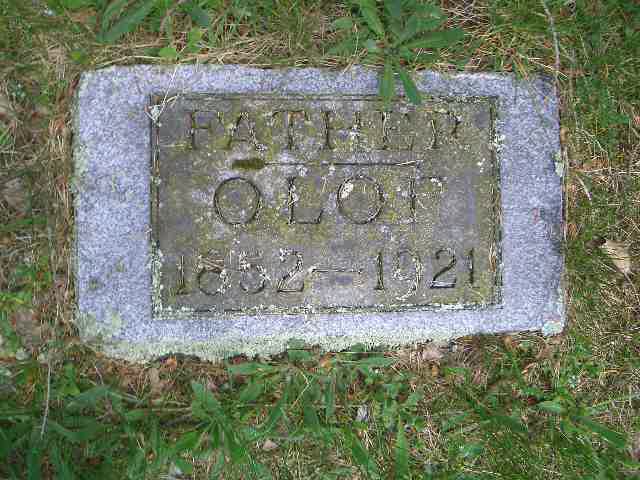 FATHER
OLOF
1852 — 1921